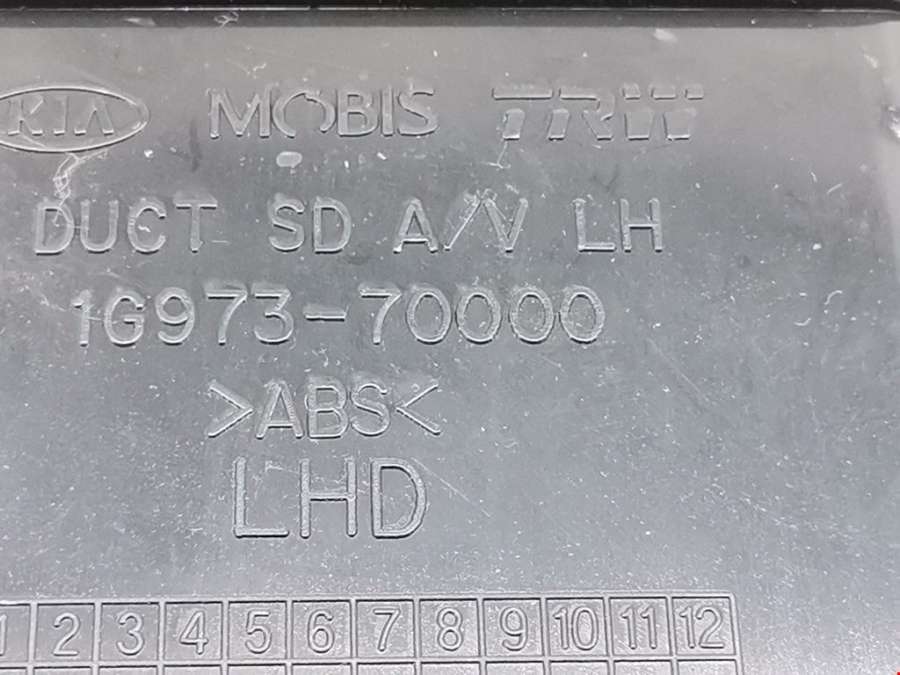 KIA MOBIS TRW
DUCT SD A/V LH
1G973-70000
>ABS<
LHD
1 2 3 4 5 6 7 8 9 10 11 12